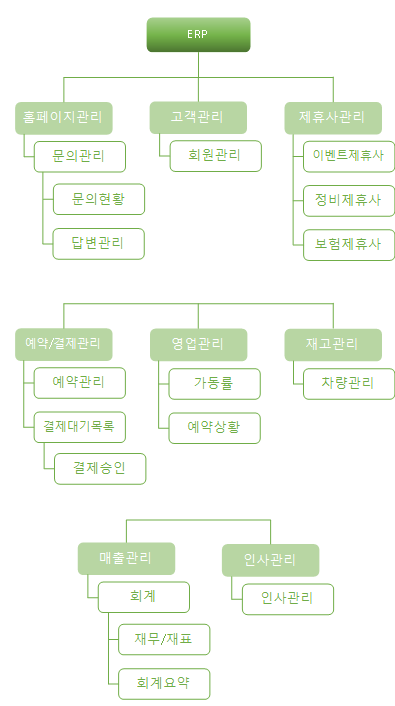 ERP
홈페이지관리
고객관리
제휴사관리
문의관리
회원관리
이벤트제휴사
문의현황
정비제휴사
답변관리
보험제휴사
예약/결제관리
영업관리
재고관리
예약관리
가동률
차량관리
결제대기목록
예약상황
결제승인
매출관리
인사관리
회계
인사관리
재무/재표
회계요약